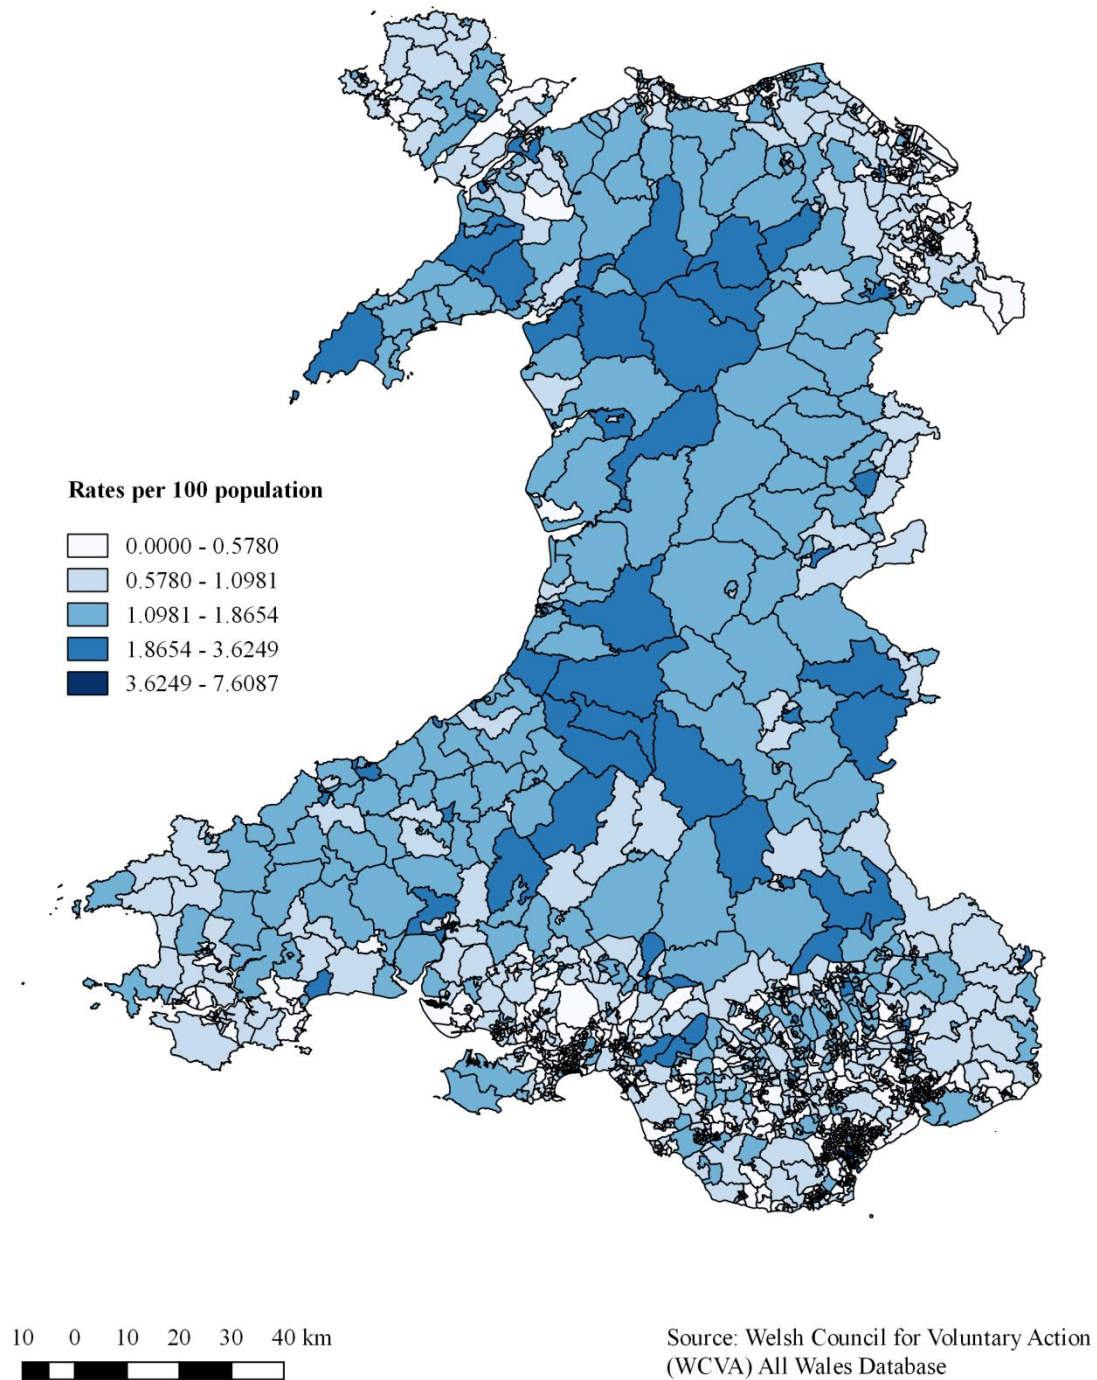 Rates per 100 population
0.0000 - 0.5780
0.5780 - 1.0981
1.0981 - 1.8654
1.8654 - 3.6249
3.6249 - 7.6087
10 0 10 20 30 40 km
Source: Welsh Council for Voluntary Action
(WCVA) All Wales Database